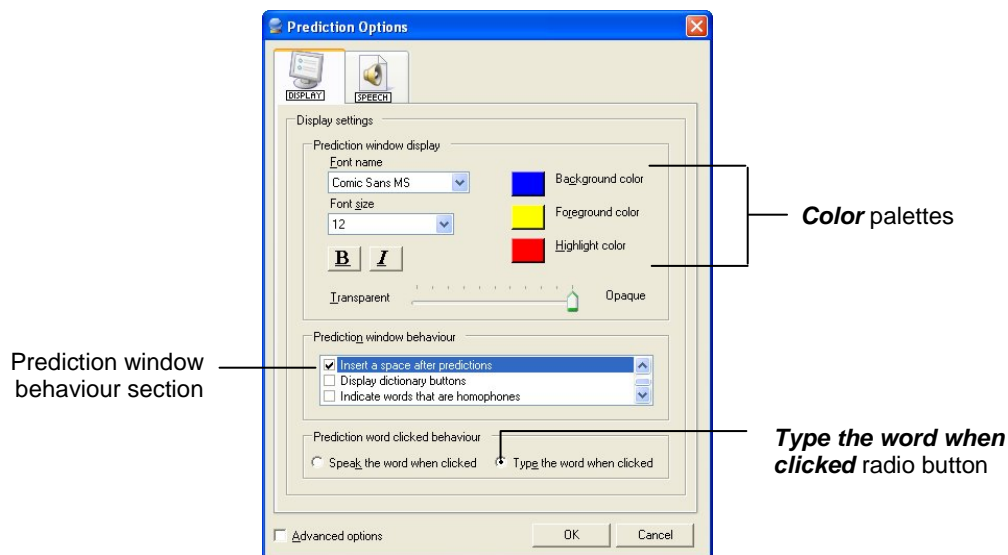 Prediction Options
DISPLAY
SPEECH
Display settings
Prediction window display
Font name
Comic Sans MS
Background color
Font size
12
Foreground color
Highlight color
B I
Transparent
Opaque
Color palettes
Prediction window behaviour
Insert a space after predictions
Display dictionary buttons
Indicate words that are homophones
Prediction window
behaviour section
Prediction word clicked behaviour
Speak the word when clicked
Type the word when clicked
Type the word when
clicked radio button
Advanced options
OK
Cancel